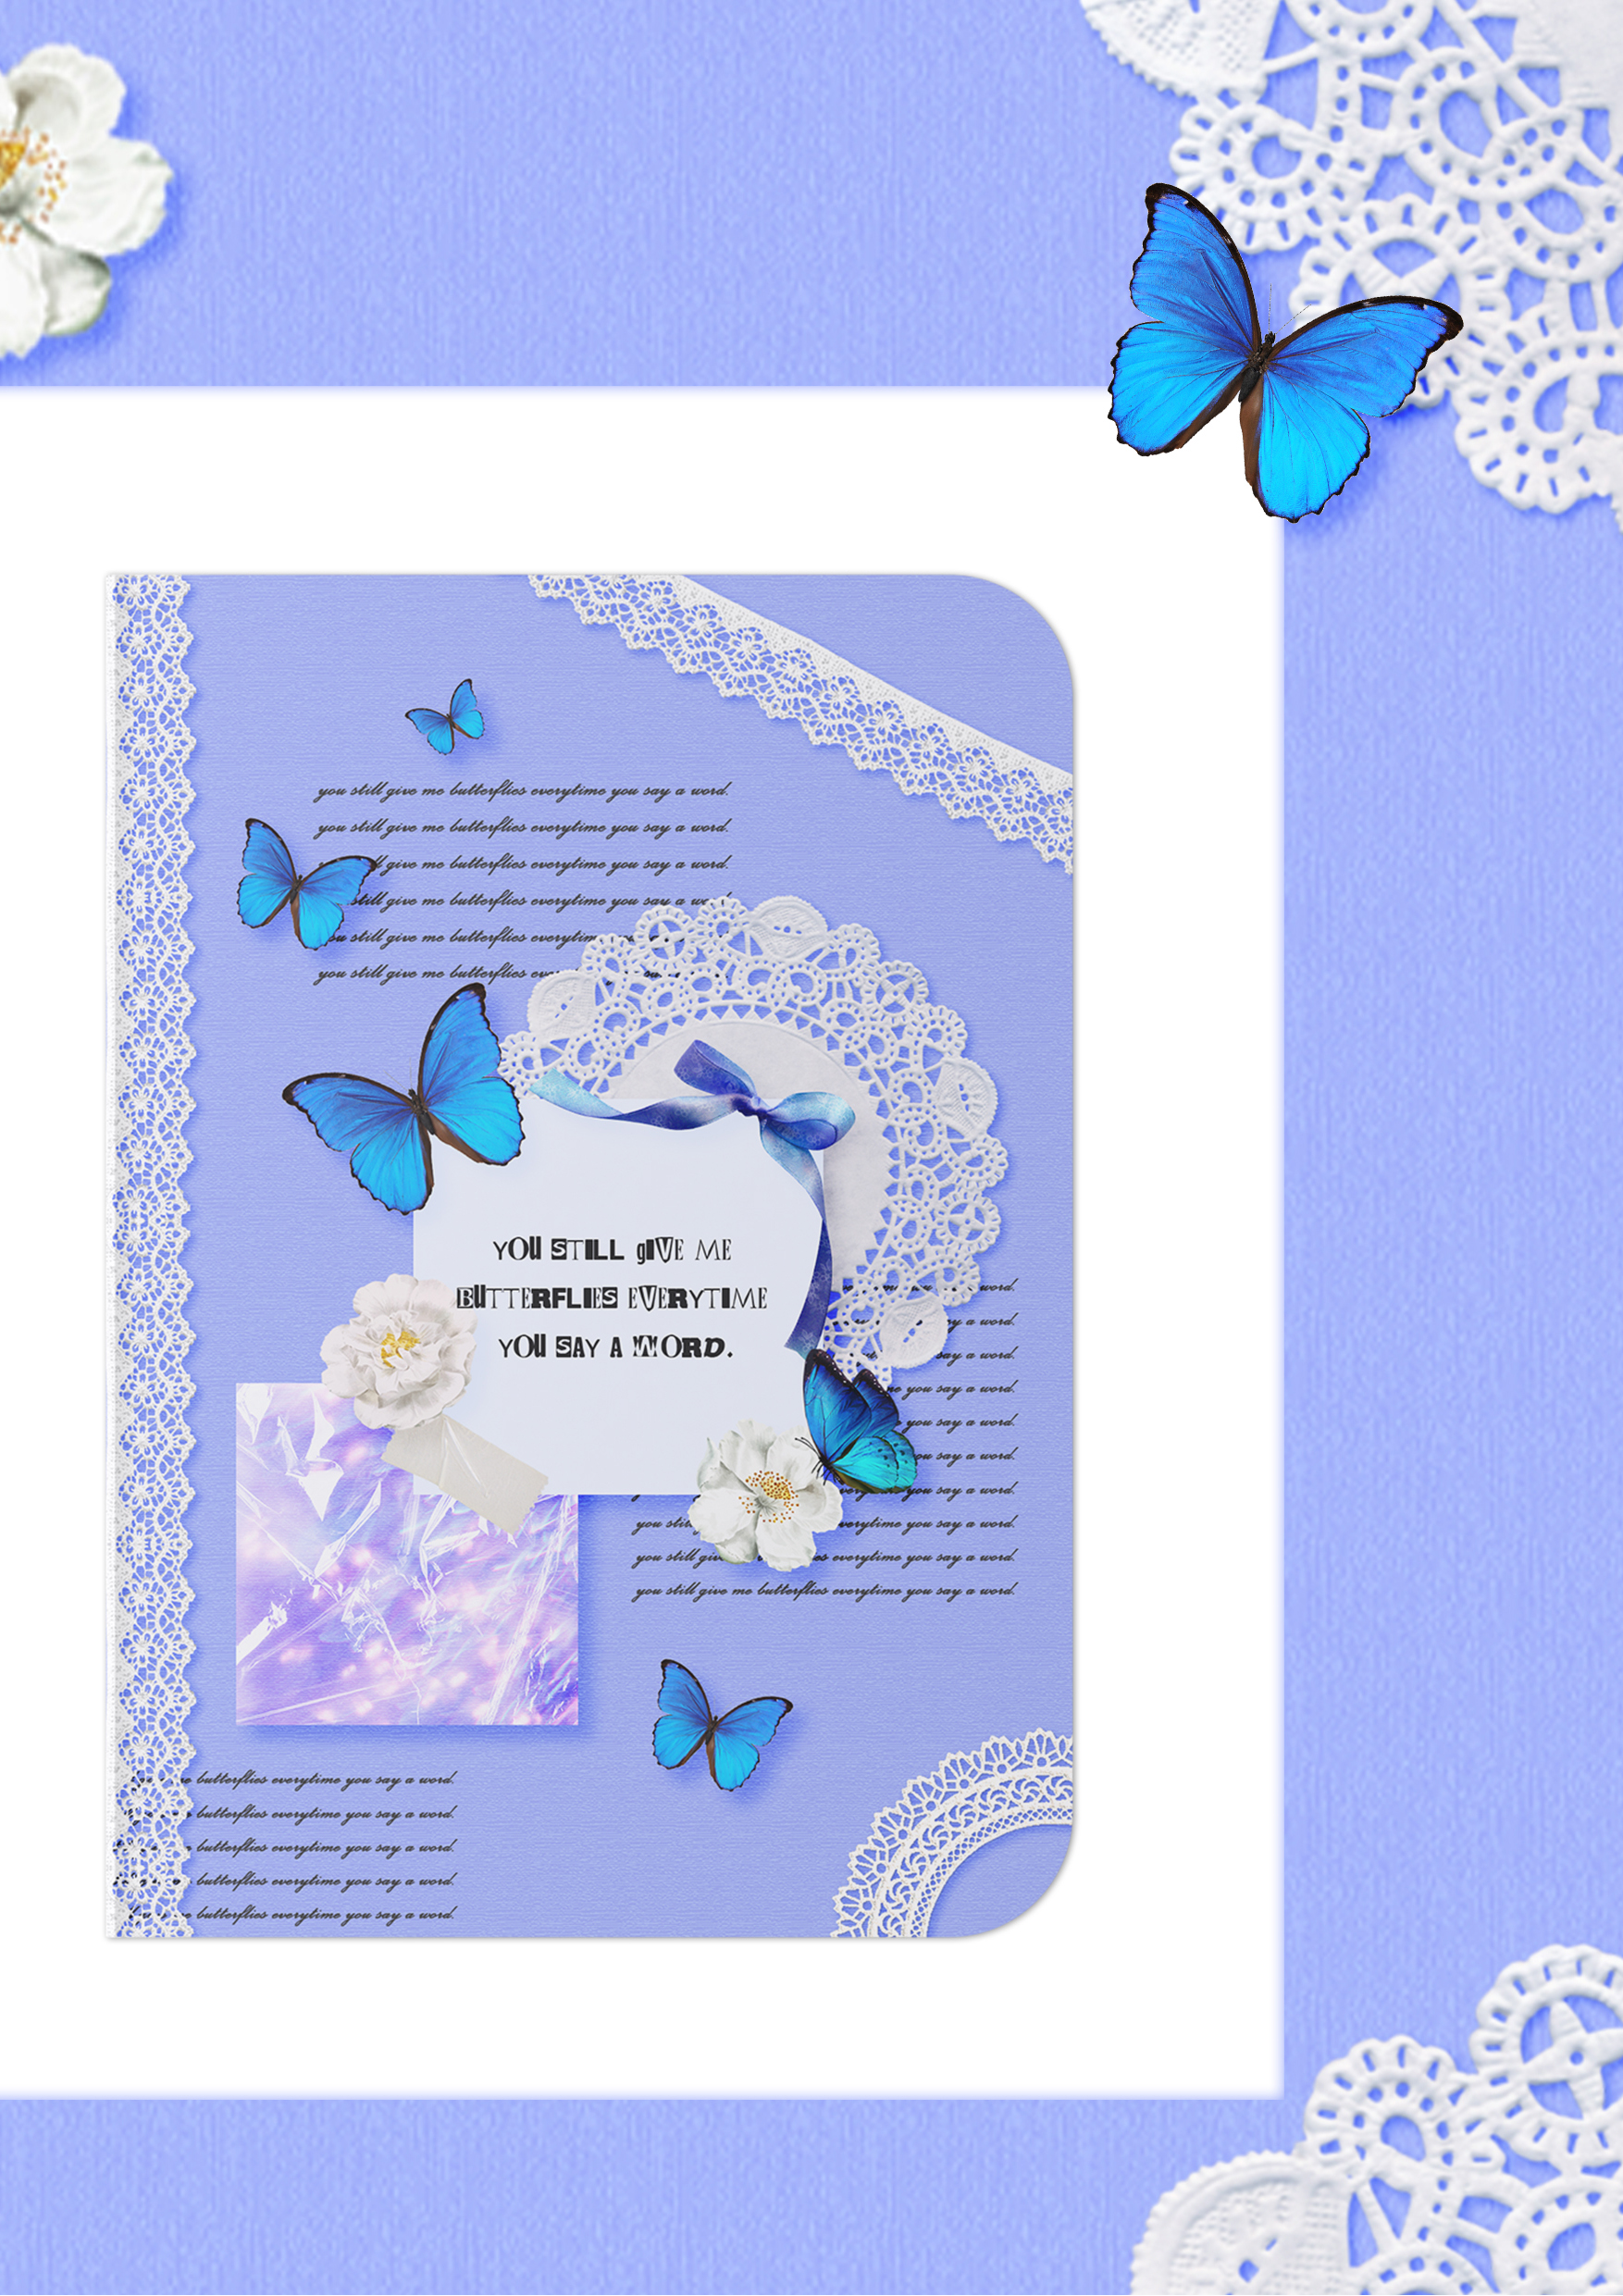 you still give me butterflies everytime you say a word.
you still give me butterflies everytime you say a word.
give me butterflies everytime you say a word.
still give me butterflies everytime you say a
still give me butterflies
you still give me butterflies
YOU STILL gIVE ME
BUTTERFLIES EVERYTIME
YOU SAY A WORD.
word.
a word.
say a word.
you say a word.
you say a word.
you say a word.
you say a word.
you you say a word.
you still everytime you say a word.
you still give me butterflies everytime you say a word.
butterflies everytime you say a word.
butterflies everytime you say a word.
butterflies everytime you say a word.
butterflies everytime you say a word.
butterflies everytime you say a word.